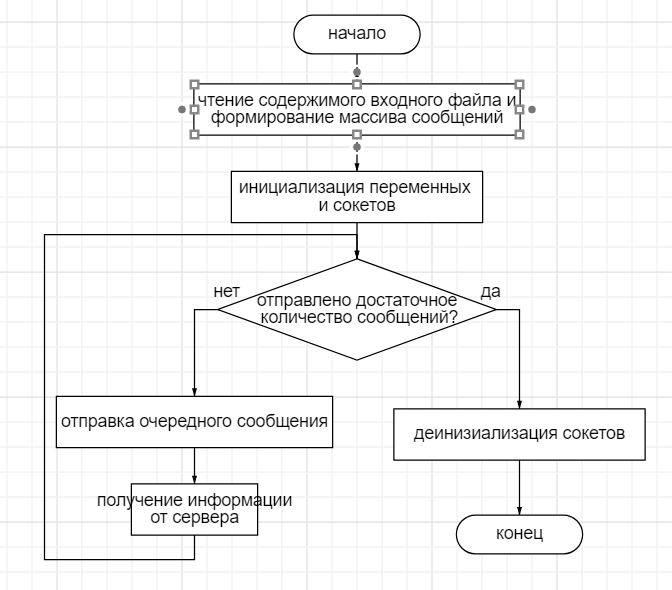 начало
чтение содержимого входного файла и
формирование массива сообщений
инициализация переменных
и сокетов
нет
да
отправлено достаточное
количество сообщений?
отправка очередного сообщения
деинизиализация сокетов
получение информации
от сервера
конец